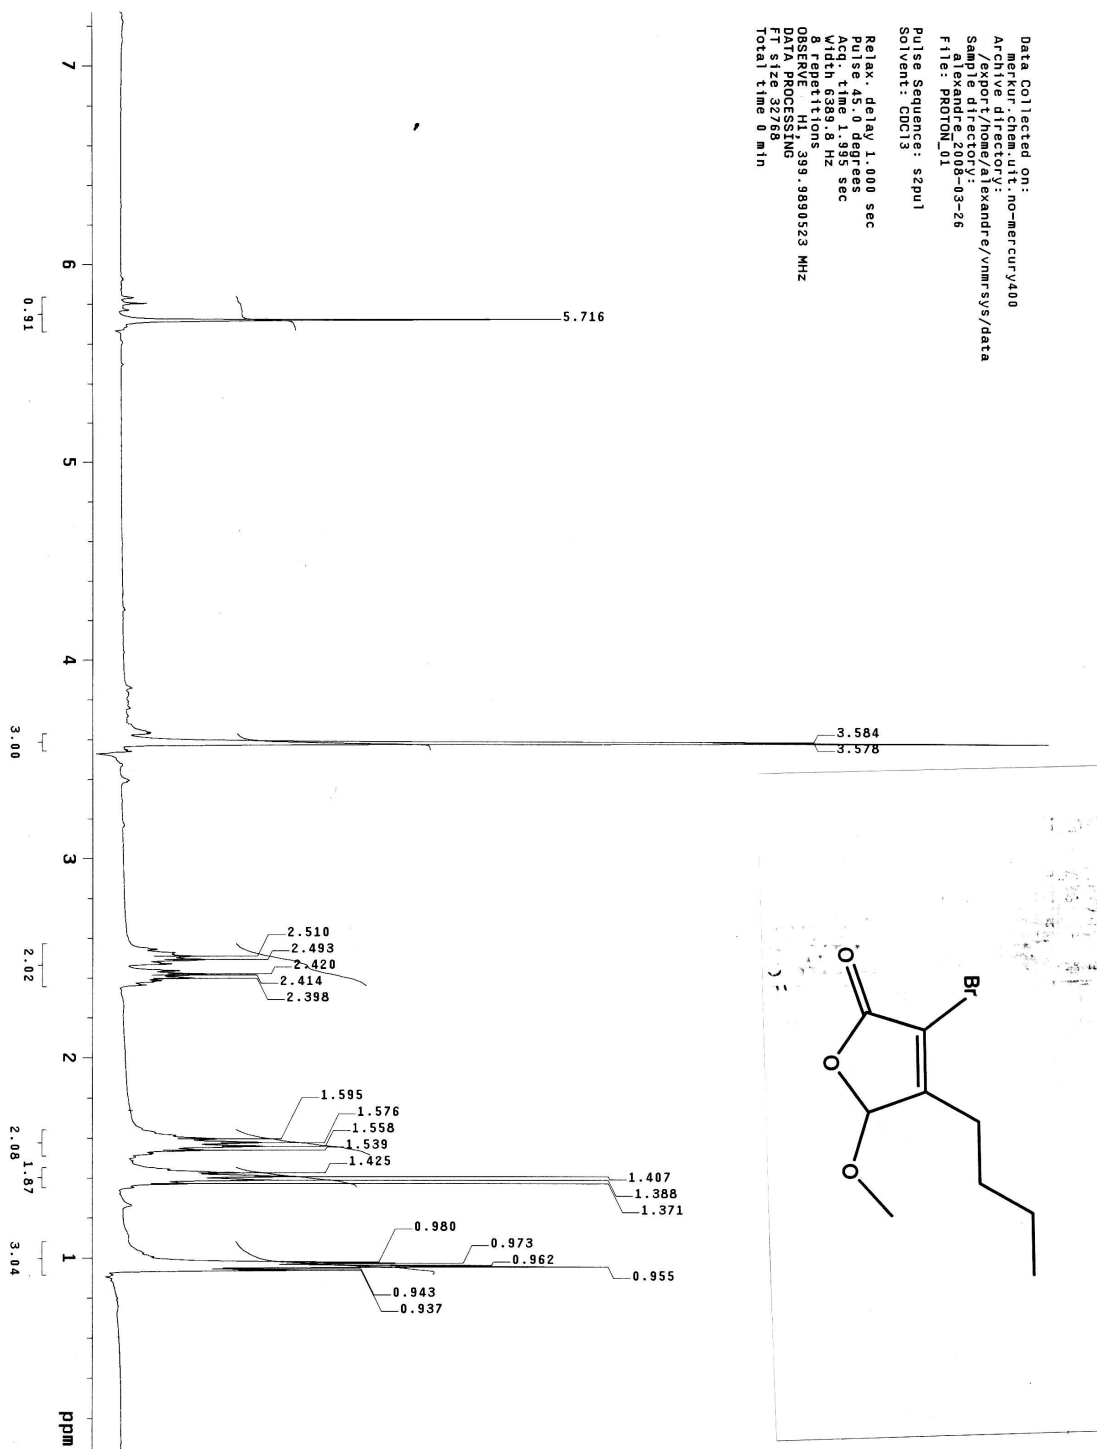 Data Collected on:
merkur.chem.uit.no-mercury400
Archive directory:
/export/home/alexandre/vnmrsys/data
Sample directory:
alexandre_2008-03-26
File: PROTON_01
Pulse Sequence: s2pul
Solvent: CDCl3
Relax. delay 1.000 sec
Pulse 45.0 degrees
Acq. time 1.995 sec
Width 6389.8 Hz
8 repetitions
OBSERVE H1, 399.9890523 MHz
DATA PROCESSING
FT size 32768
Total time 0 min
O
Br
O
O
5.716
3.584
3.578
2.510
2.493
2.420
2.414
2.398
1.595
1.576
1.558
1.539
1.425
1.407
1.388
1.371
0.980
0.973
0.962
0.955
0.943
0.937
7 6 5 4 3 2 1 ppm
0.91 3.00 2.02 2.08 1.87 3.04